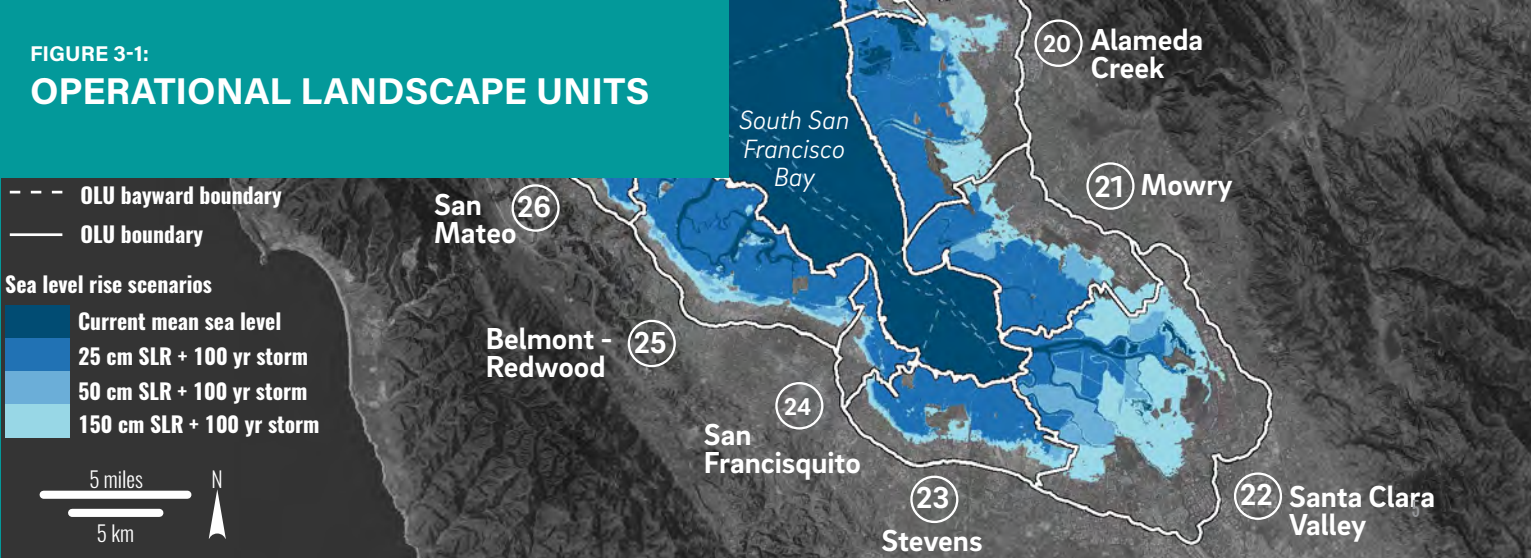 FIGURE 3-1:
OPERATIONAL LANDSCAPE UNITS
OLU bayward boundary
OLU boundary
Sea level rise scenarios
Current mean sea level
25 cm SLR + 100 yr storm
50 cm SLR + 100 yr storm
150 cm SLR + 100 yr storm
5 miles
5 km
N
South San
Francisco
Bay
20 Alameda
Creek
21 Mowry
22 Santa Clara
Valley
23
Stevens
24
San
Francisquito
Belmont - 25
Redwood
San 26
Mateo